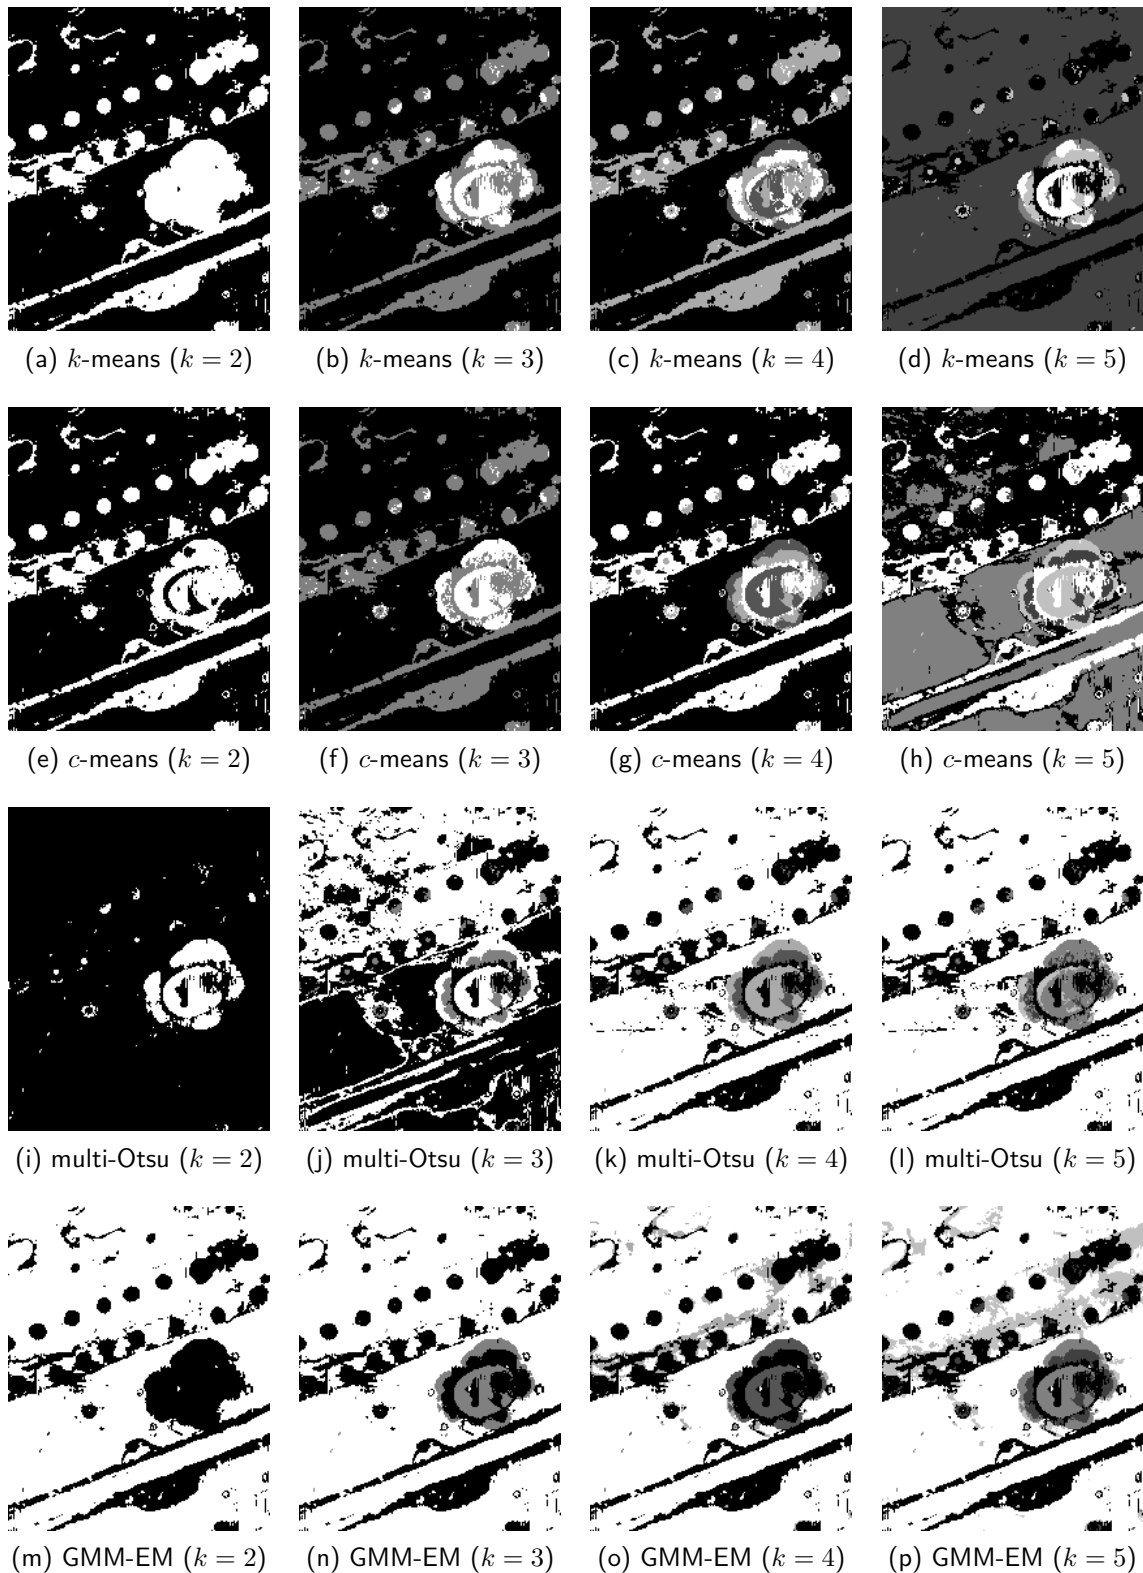 (a) k-means (k = 2)
(b) k-means (k = 3)
(c) k-means (k = 4)
(d) k-means (k = 5)
(e) c-means (k = 2)
(f) c-means (k = 3)
(g) c-means (k = 4)
(h) c-means (k = 5)
(i) multi-Otsu (k = 2)
(j) multi-Otsu (k = 3)
(k) multi-Otsu (k = 4)
(l) multi-Otsu (k = 5)
(m) GMM-EM (k = 2)
(n) GMM-EM (k = 3)
(o) GMM-EM (k = 4)
(p) GMM-EM (k = 5)